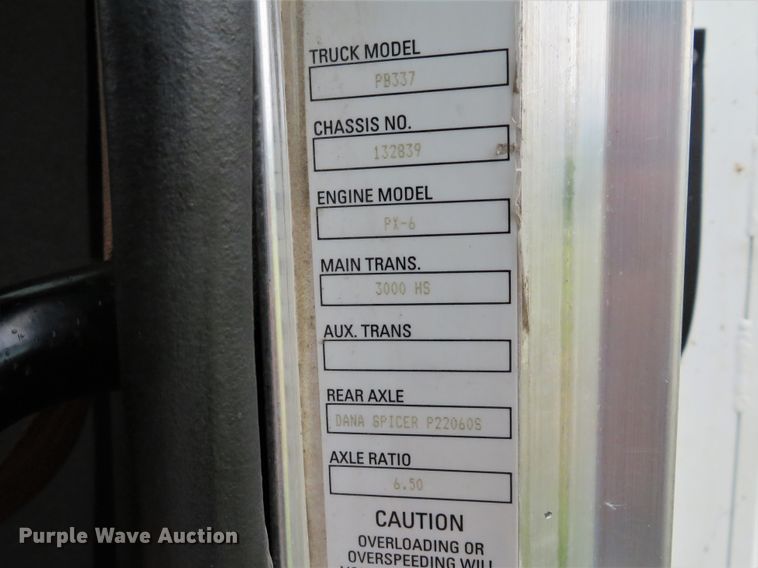 TRUCK MODEL
PB337
CHASSIS NO.
132839
ENGINE MODEL
PX-6
MAIN TRANS.
3000 HS
AUX. TRANS
REAR AXLE
DANA SPICER P22060S
AXLE RATIO
6.50
CAUTION
OVERLOADING OR
OVERSPEEDING WILL
Purple Wave Auction